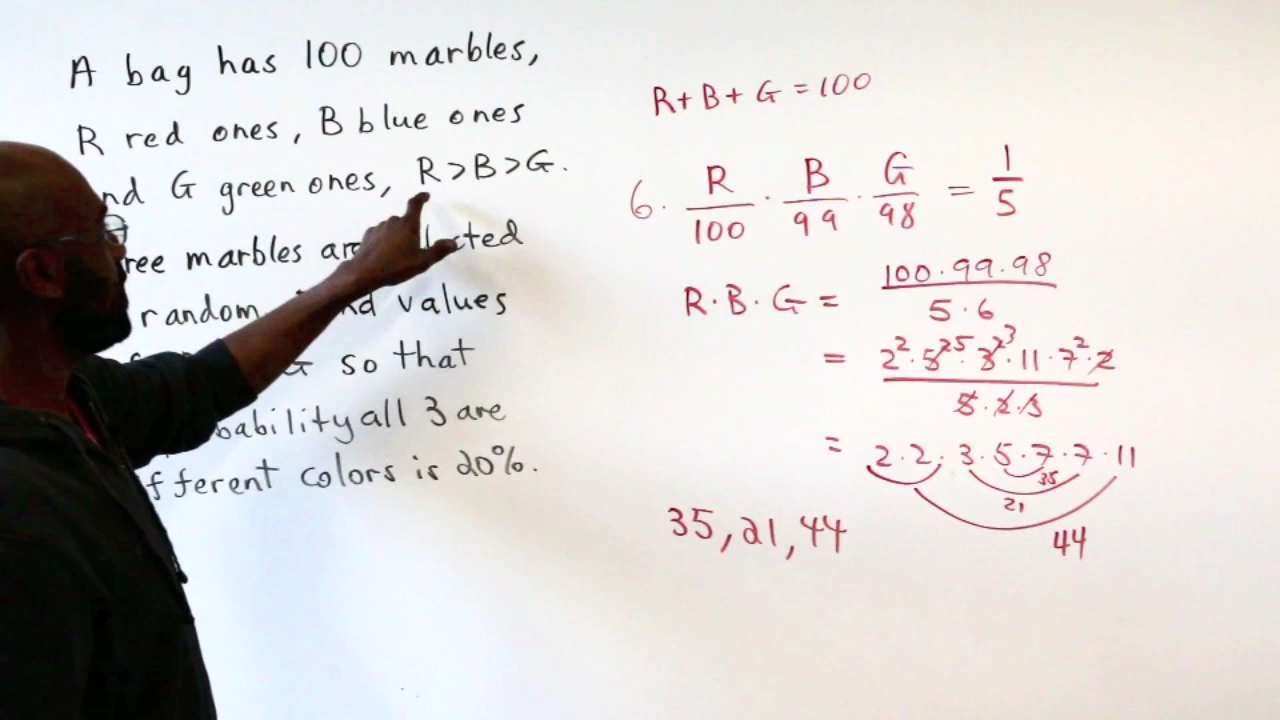 A bag has 100 marbles,
R red ones, B blue ones
nd G green ones, R>B>G.
ree marbles are lected
random. nd values
G so that
bability all 3 are
fferent colors is 20%.
R+B+G=100
6 · R/100 · B/99 · G/98 = 1/5
R·B·G = 100·99·98 / 5·6
= 2²·5²·3²·11·7²·2 / 5·2·3
= 2·2·3·5·7·7·11
35
21
44
35, 21, 44